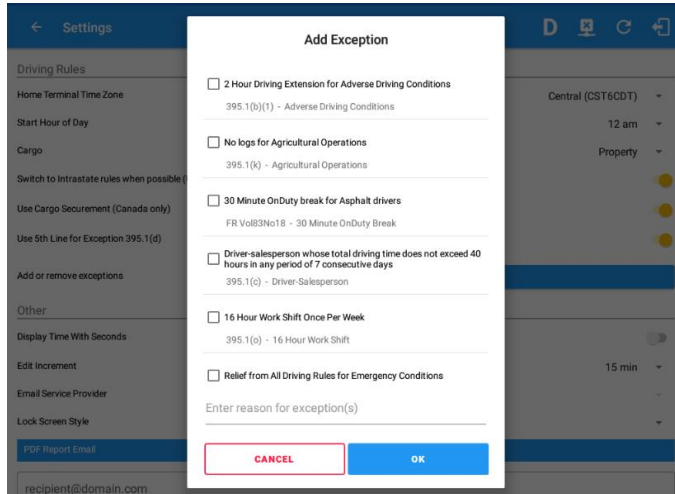 Settings
D
Add Exception
Driving Rules
Home Terminal Time Zone
Central (CST6CDT)
Start Hour of Day
12 am
Cargo
Property
Switch to Intrastate rules when possible (
Use Cargo Securement (Canada only)
Use 5th Line for Exception 395.1(d)
Add or remove exceptions
Other
Display Time With Seconds
Edit Increment
15 min
Email Service Provider
Lock Screen Style
PDF Report Email
recipient@domain.com
2 Hour Driving Extension for Adverse Driving Conditions
395.1(b)(1) - Adverse Driving Conditions
No logs for Agricultural Operations
395.1(k) - Agricultural Operations
30 Minute OnDuty break for Asphalt drivers
FR Vol83No18 - 30 Minute OnDuty Break
Driver-salesperson whose total driving time does not exceed 40
hours in any period of 7 consecutive days
395.1(c) - Driver-Salesperson
16 Hour Work Shift Once Per Week
395.1(o) - 16 Hour Work Shift
Relief from All Driving Rules for Emergency Conditions
Enter reason for exception(s)
CANCEL
OK